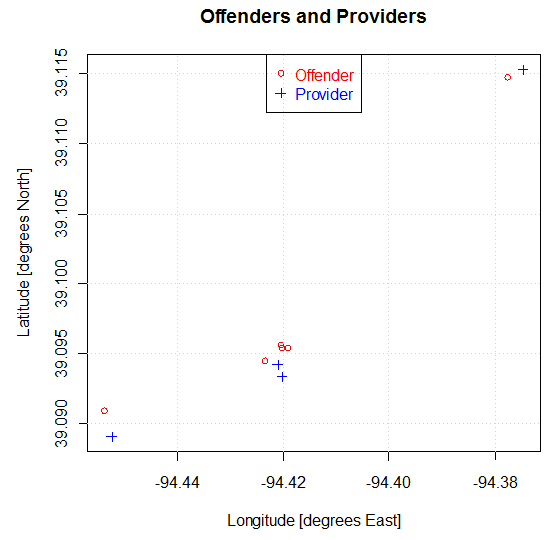 Offenders and Providers
Offender
Provider
39.115
39.110
39.105
39.100
39.095
39.090
Latitude [degrees North]
-94.44 -94.42 -94.40 -94.38
Longitude [degrees East]